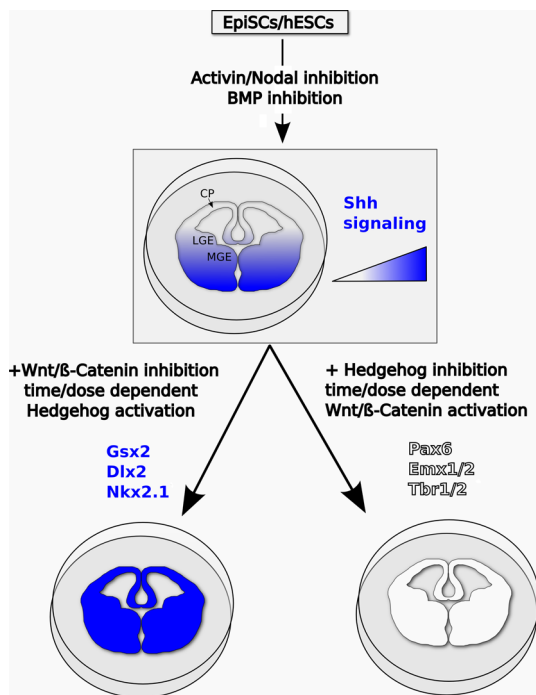 EpiSCs/hESCs
Activin/Nodal inhibition
BMP inhibition
CP
LGE
MGE
Shh
signaling
+Wnt/ß-Catenin inhibition
time/dose dependent
Hedgehog activation
+ Hedgehog inhibition
time/dose dependent
Wnt/ß-Catenin activation
Gsx2
Dlx2
Nkx2.1
Pax6
Emx1/2
Tbr1/2